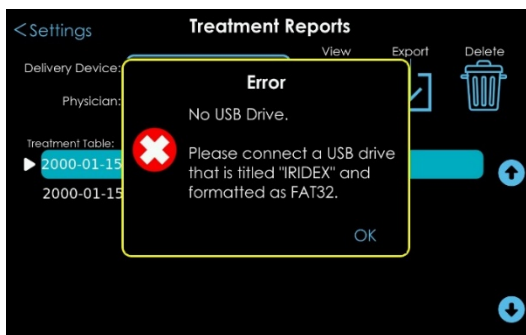 <Settings
Treatment Reports
View Export Delete
Delivery Device:
Physician:
Treatment Table:
2000-01-15
2000-01-15
Error
No USB Drive.
Please connect a USB drive
that is titled "IRIDEX" and
formatted as FAT32.
OK